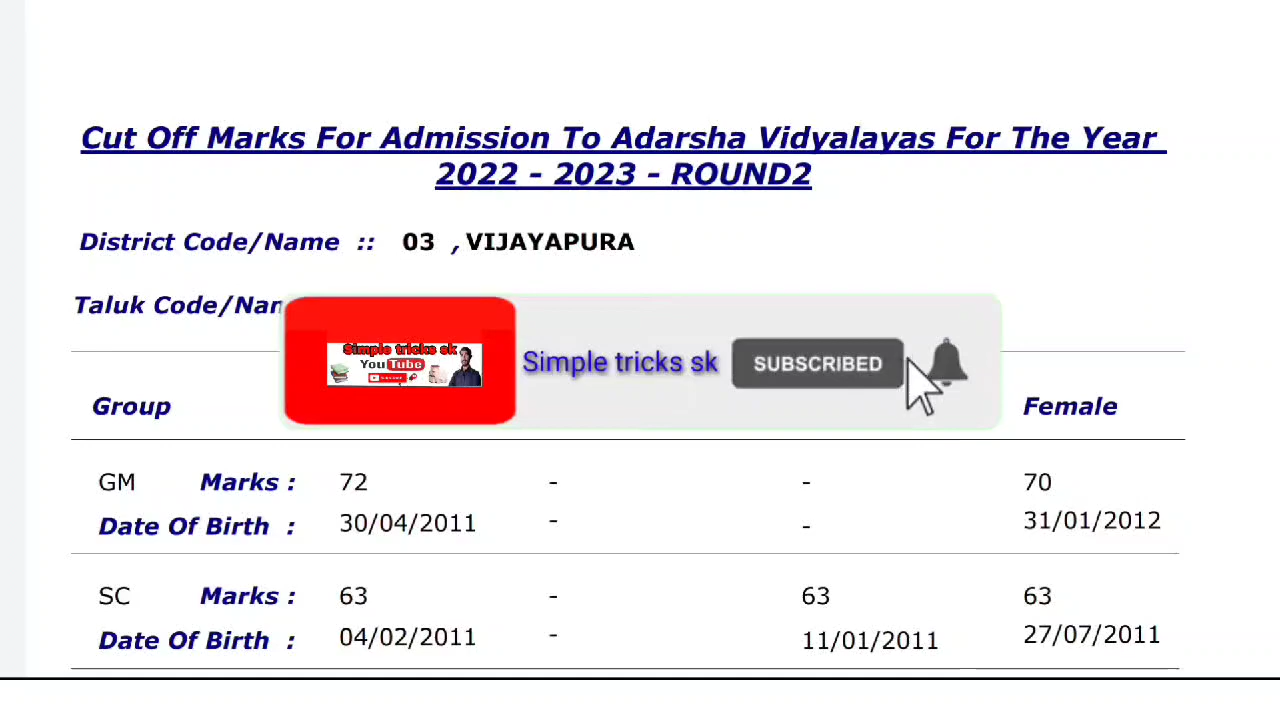 Cut Off Marks For Admission To Adarsha Vidyalayas For The Year
2022 - 2023 - ROUND2
District Code/Name :: 03 , VIJAYAPURA
Taluk Code/Nam
Simple tricks sk
YouTube
Simple tricks sk
SUBSCRIBED
Group Female
GM Marks : 72 - - 70
Date Of Birth : 30/04/2011 - - 31/01/2012
SC Marks : 63 - 63 63
Date Of Birth : 04/02/2011 - 11/01/2011 27/07/2011